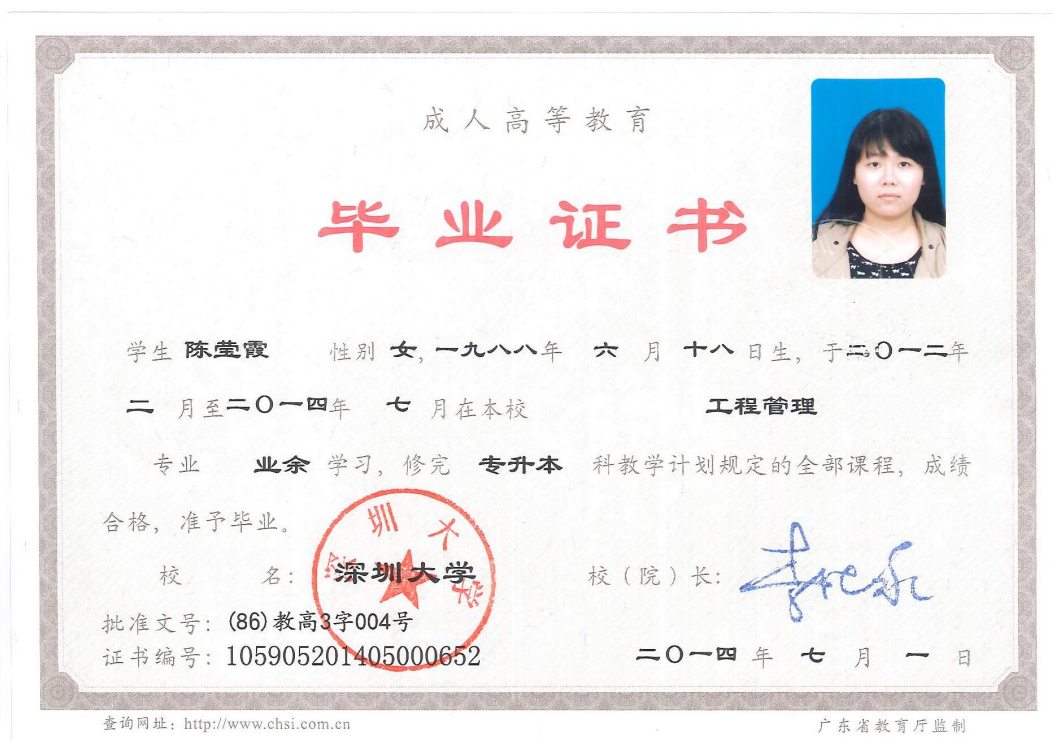 成人高等教育
毕业证书
学生 陈莹霞 性别 女，一九八八年 六 月 十八 日生，于二〇一二年
二 月至二〇一四年 七 月在本校 工程管理
专业 业余 学习，修完 专升本 科教学计划规定的全部课程，成绩
合格，准予毕业。
深圳大学
校 名：深圳大学 校（院）长：李清泉
批准文号：(86)教高3字004号
证书编号：105905201405000652 二〇一四 年 七 月 一 日
查询网址：http://www.chsi.com.cn 广东省教育厅监制